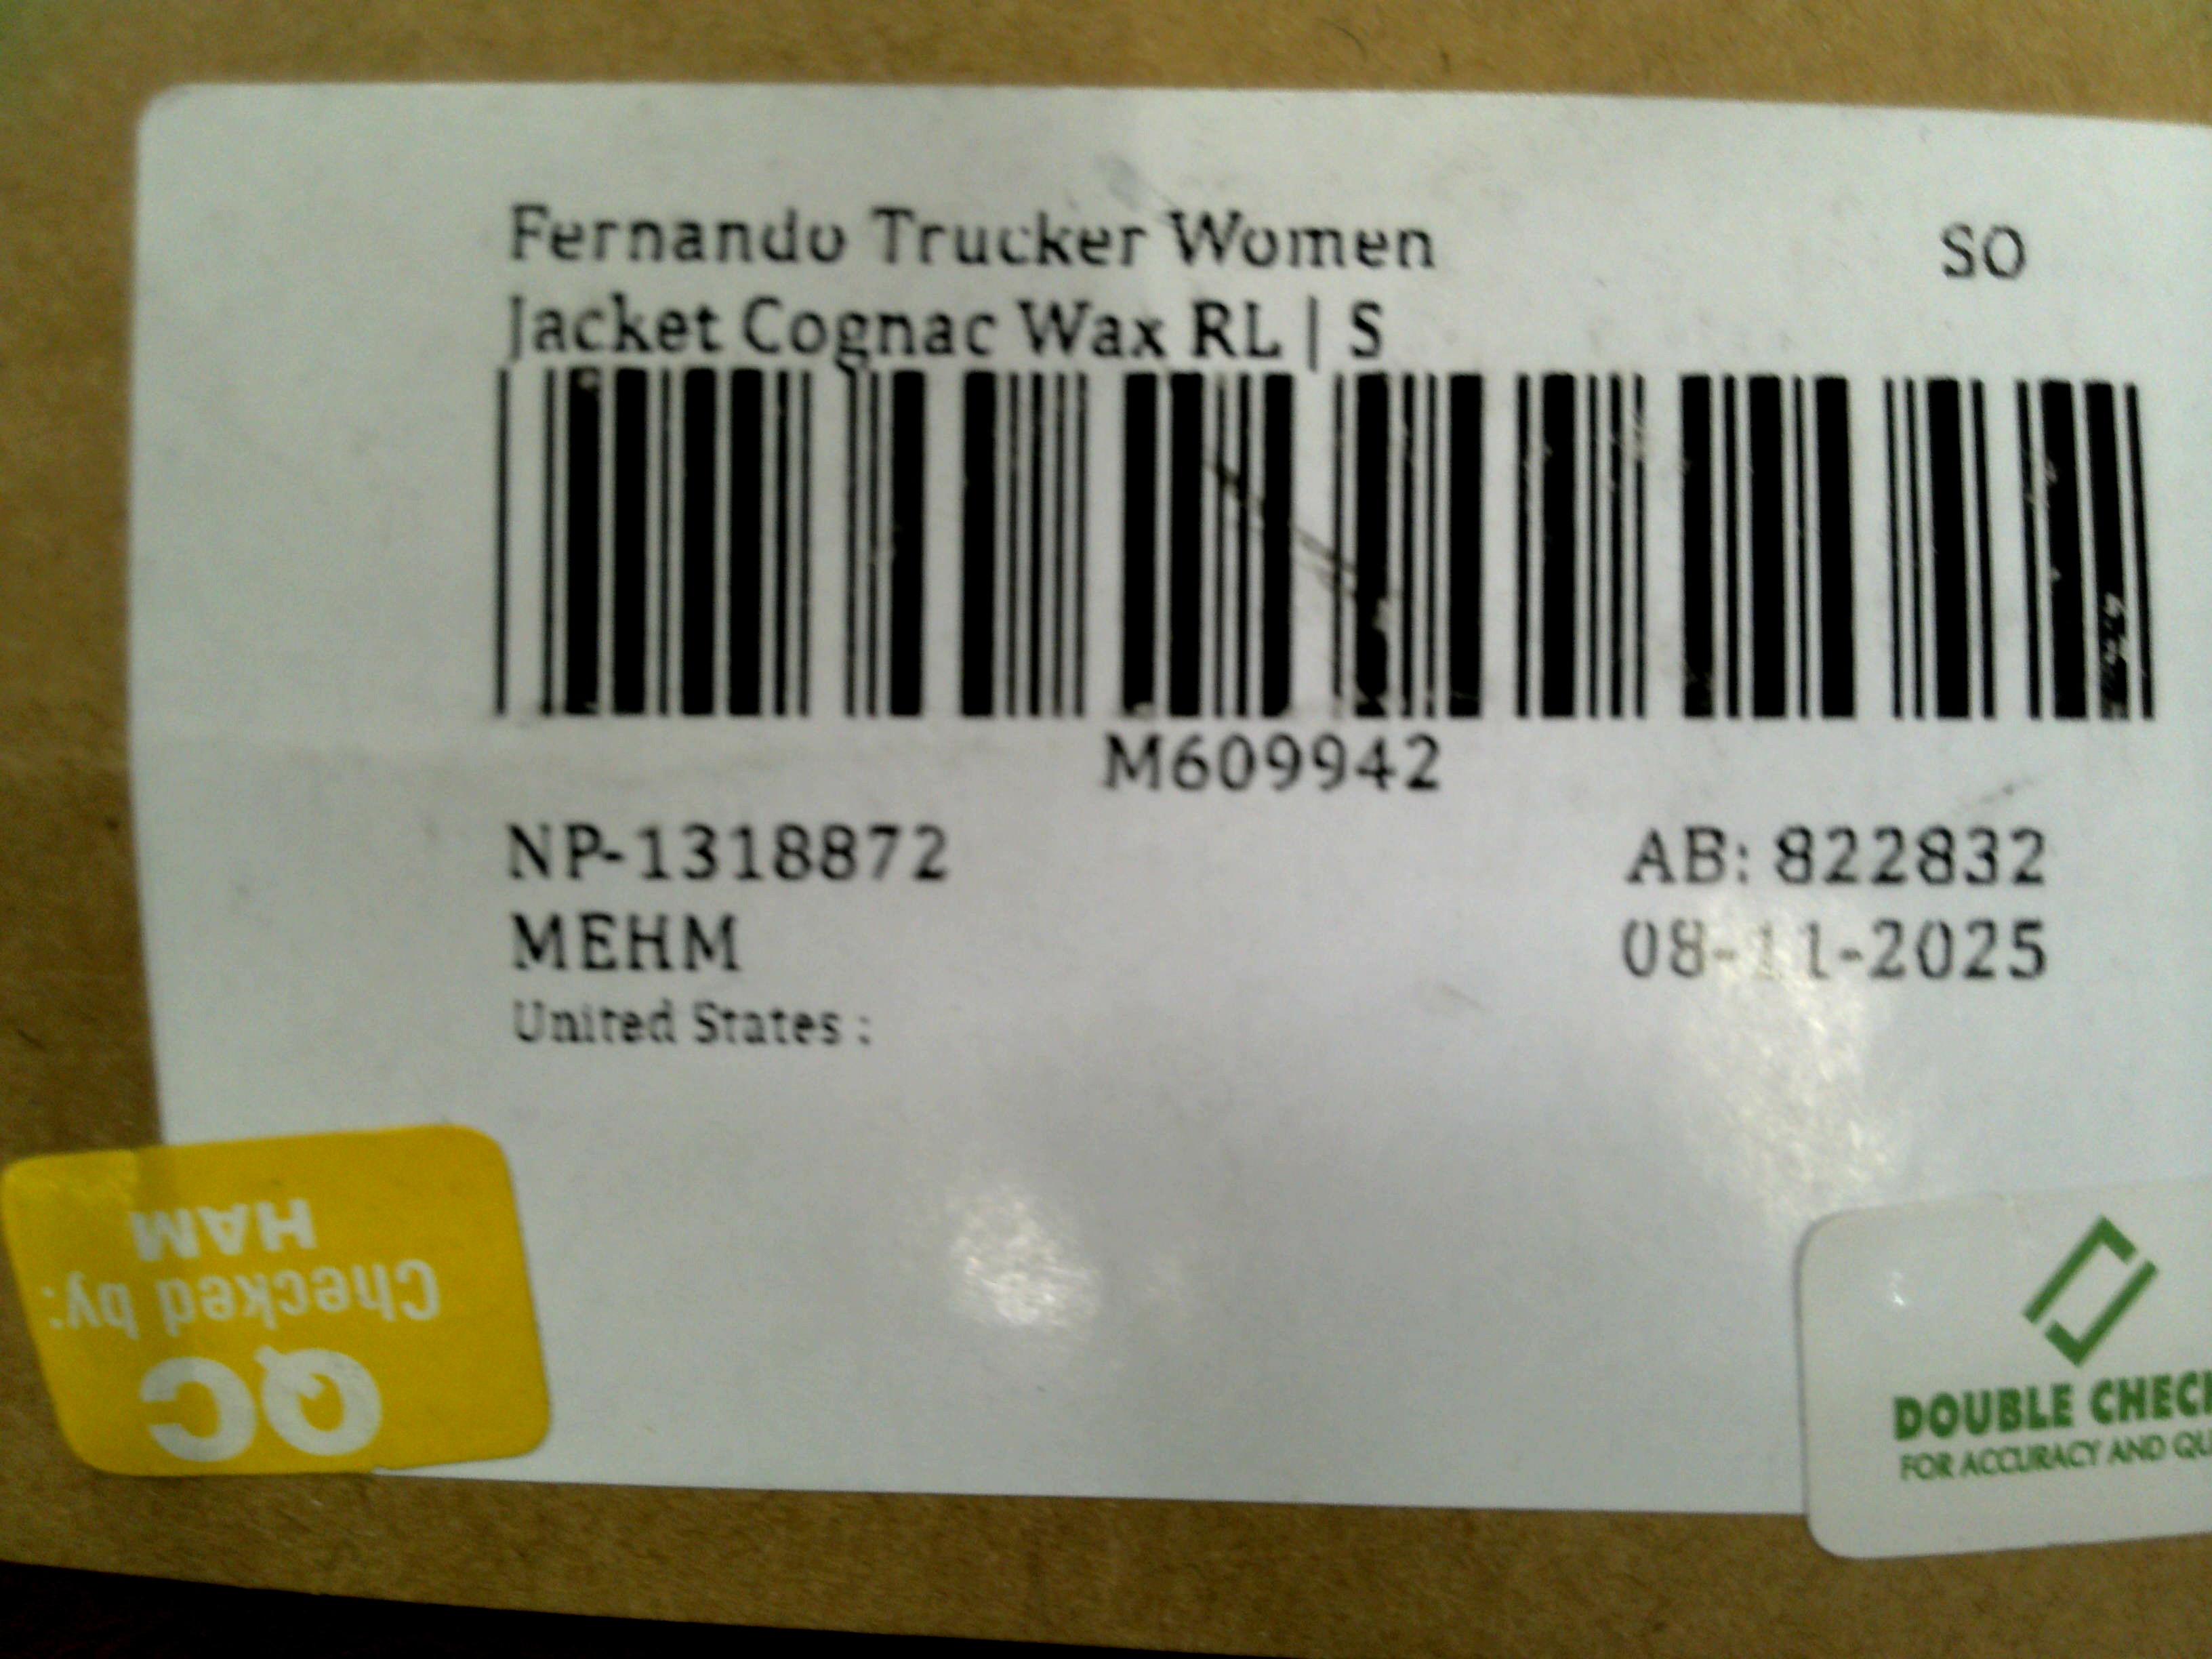 Fernando Trucker Women
SO
Jacket Cognac Wax RL | S
M609942
NP-1318872
AB: 822832
MEHM
08-11-2025
United States :
QC
Checked by:
HAM
DOUBLE CHECK
FOR ACCURACY AND QU